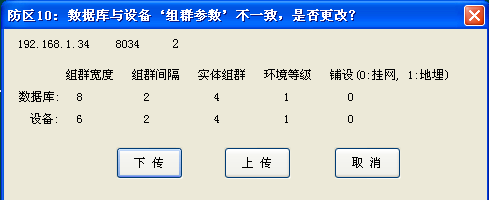 防区10: 数据库与设备‘组群参数’不一致, 是否更改?
192.168.1.34 8034 2
组群宽度 组群间隔 实体组群 环境等级 铺设(0:挂网, 1:地埋)
数据库: 8 2 4 1 0
设备: 6 2 4 1 0
下 传 上 传 取 消